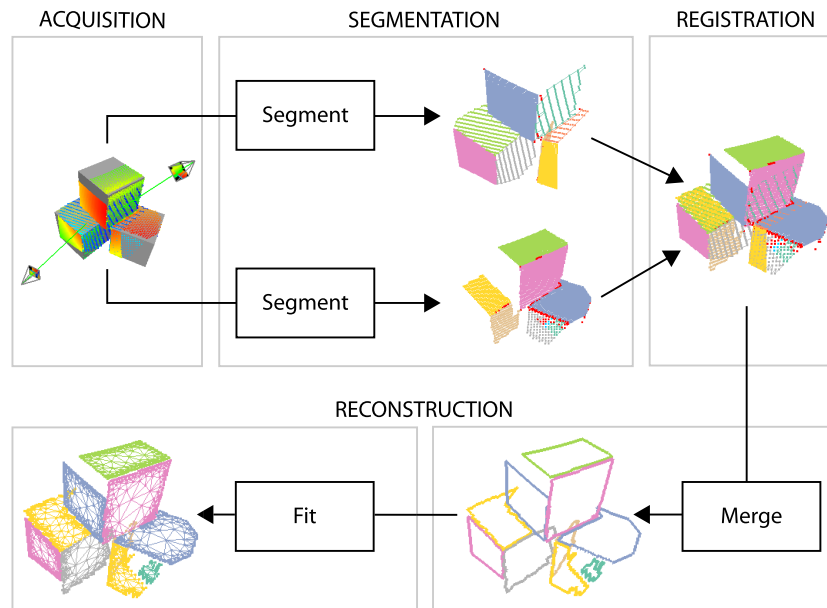 ACQUISITION
SEGMENTATION
REGISTRATION
Segment
Segment
RECONSTRUCTION
Fit
Merge